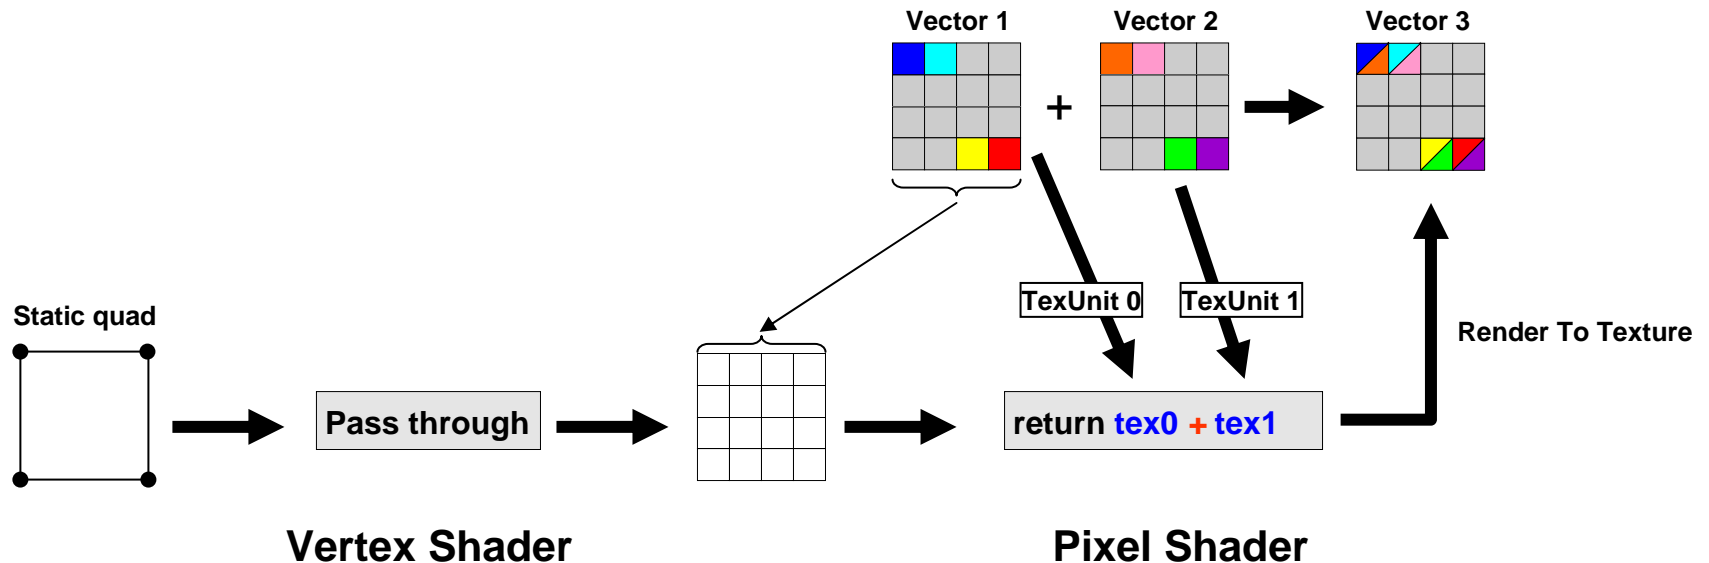 Vector 1
Vector 2
Vector 3
+
TexUnit 0
TexUnit 1
Static quad
Render To Texture
Pass through
return tex0 + tex1
Vertex Shader
Pixel Shader